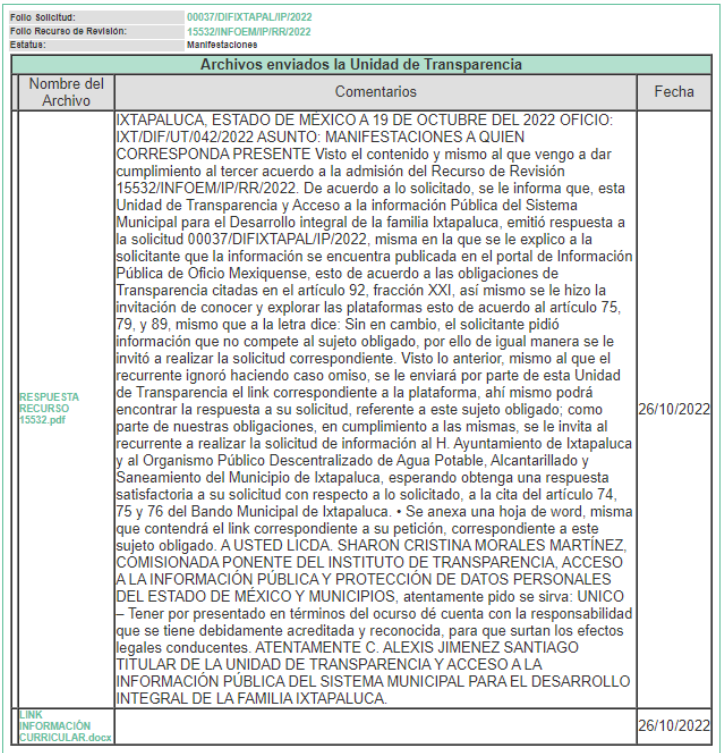 Folio Solicitud: 00037/DIFIXTAPAL/IP/2022
Folio Recurso de Revisión: 15532/INFOEM/IP/RR/2022
Estatus: Manifestaciones
Archivos enviados la Unidad de Transparencia
Nombre del Archivo Comentarios Fecha
IXTAPALUCA, ESTADO DE MÉXICO A 19 DE OCTUBRE DEL 2022 OFICIO:
IXT/DIF/UT/042/2022 ASUNTO: MANIFESTACIONES A QUIEN
CORRESPONDA PRESENTE Visto el contenido y mismo al que vengo a dar
cumplimiento al tercer acuerdo a la admisión del Recurso de Revisión
15532/INFOEM/IP/RR/2022. De acuerdo a lo solicitado, se le informa que, esta
Unidad de Transparencia y Acceso a la información Pública del Sistema
Municipal para el Desarrollo integral de la familia Ixtapaluca, emitió respuesta a
la solicitud 00037/DIFIXTAPAL/IP/2022, misma en la que se le explico a la
solicitante que la información se encuentra publicada en el portal de Información
Pública de Oficio Mexiquense, esto de acuerdo a las obligaciones de
Transparencia citadas en el artículo 92, fracción XXI, así mismo se le hizo la
invitación de conocer y explorar las plataformas esto de acuerdo al artículo 75,
79, y 89, mismo que a la letra dice: Sin en cambio, el solicitante pidió
información que no compete al sujeto obligado, por ello de igual manera se le
invitó a realizar la solicitud correspondiente. Visto lo anterior, mismo al que el
recurrente ignoró haciendo caso omiso, se le enviará por parte de esta Unidad
de Transparencia el link correspondiente a la plataforma, ahí mismo podrá
encontrar la respuesta a su solicitud, referente a este sujeto obligado; como
parte de nuestras obligaciones, en cumplimiento a las mismas, se le invita al
recurrente a realizar la solicitud de información al H. Ayuntamiento de Ixtapaluca
y al Organismo Público Descentralizado de Agua Potable, Alcantarillado y
Saneamiento del Municipio de Ixtapaluca, esperando obtenga una respuesta
satisfactoria a su solicitud con respecto a lo solicitado, a la cita del artículo 74,
75 y 76 del Bando Municipal de Ixtapaluca. • Se anexa una hoja de word, misma
que contendrá el link correspondiente a su petición, correspondiente a este
sujeto obligado. A USTED LICDA. SHARON CRISTINA MORALES MARTÍNEZ,
COMISIONADA PONENTE DEL INSTITUTO DE TRANSPARENCIA, ACCESO
A LA INFORMACIÓN PÚBLICA Y PROTECCIÓN DE DATOS PERSONALES
DEL ESTADO DE MÉXICO Y MUNICIPIOS, atentamente pido se sirva: UNICO
– Tener por presentado en términos del ocurso dé cuenta con la responsabilidad
que se tiene debidamente acreditada y reconocida, para que surtan los efectos
legales conducentes. ATENTAMENTE C. ALEXIS JIMENEZ SANTIAGO
TITULAR DE LA UNIDAD DE TRANSPARENCIA Y ACCESO A LA
INFORMACIÓN PÚBLICA DEL SISTEMA MUNICIPAL PARA EL DESARROLLO
INTEGRAL DE LA FAMILIA IXTAPALUCA.
RESPUESTA
RECURSO
15532.pdf
26/10/2022
LINK
INFORMACIÓN
CURRICULAR.docx
26/10/2022